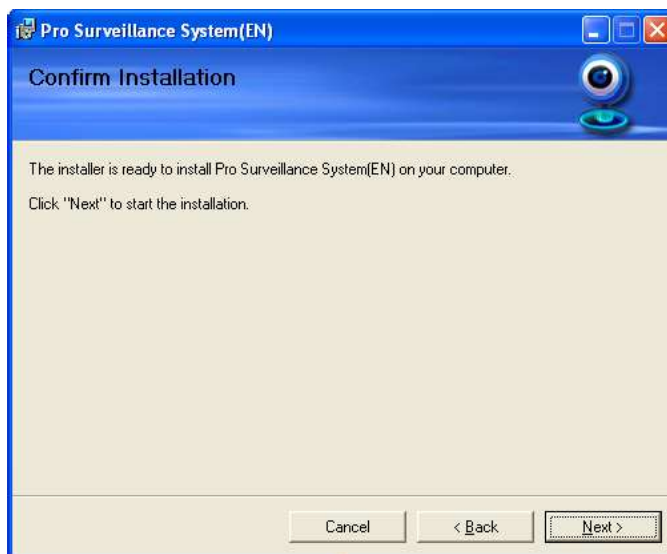 Pro Surveillance System(EN)
Confirm Installation
The installer is ready to install Pro Surveillance System(EN) on your computer.
Click "Next" to start the installation.
Cancel
< Back
Next >